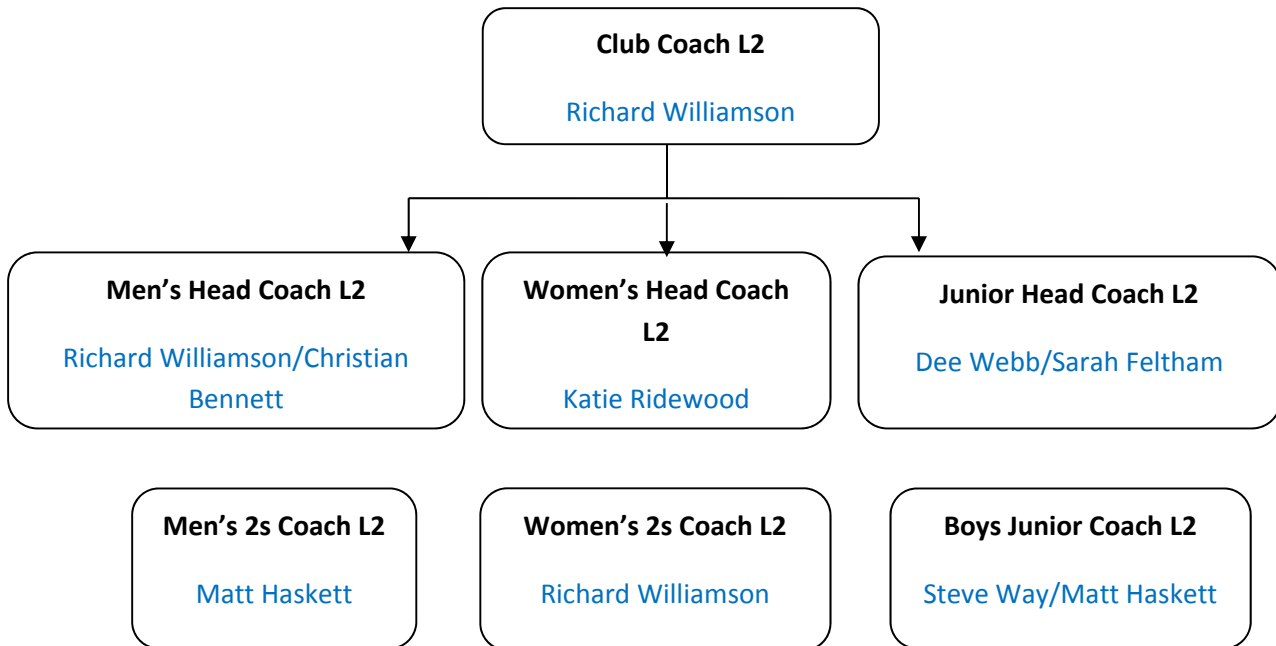 Club Coach L2
Richard Williamson
Men’s Head Coach L2
Richard Williamson/Christian
Bennett
Women’s Head Coach
L2
Katie Ridewood
Junior Head Coach L2
Dee Webb/Sarah Feltham
Men’s 2s Coach L2
Matt Haskett
Women’s 2s Coach L2
Richard Williamson
Boys Junior Coach L2
Steve Way/Matt Haskett